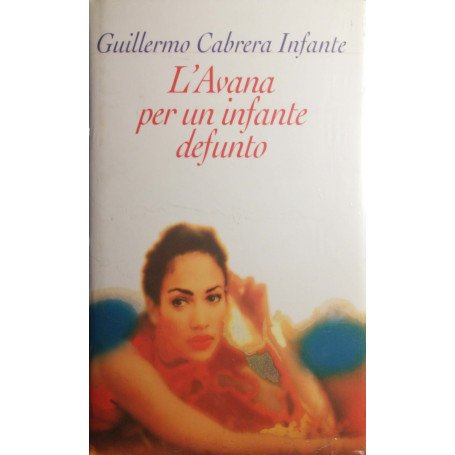 Guillermo Cabrera Infante
L'Avana
per un infante
defunto